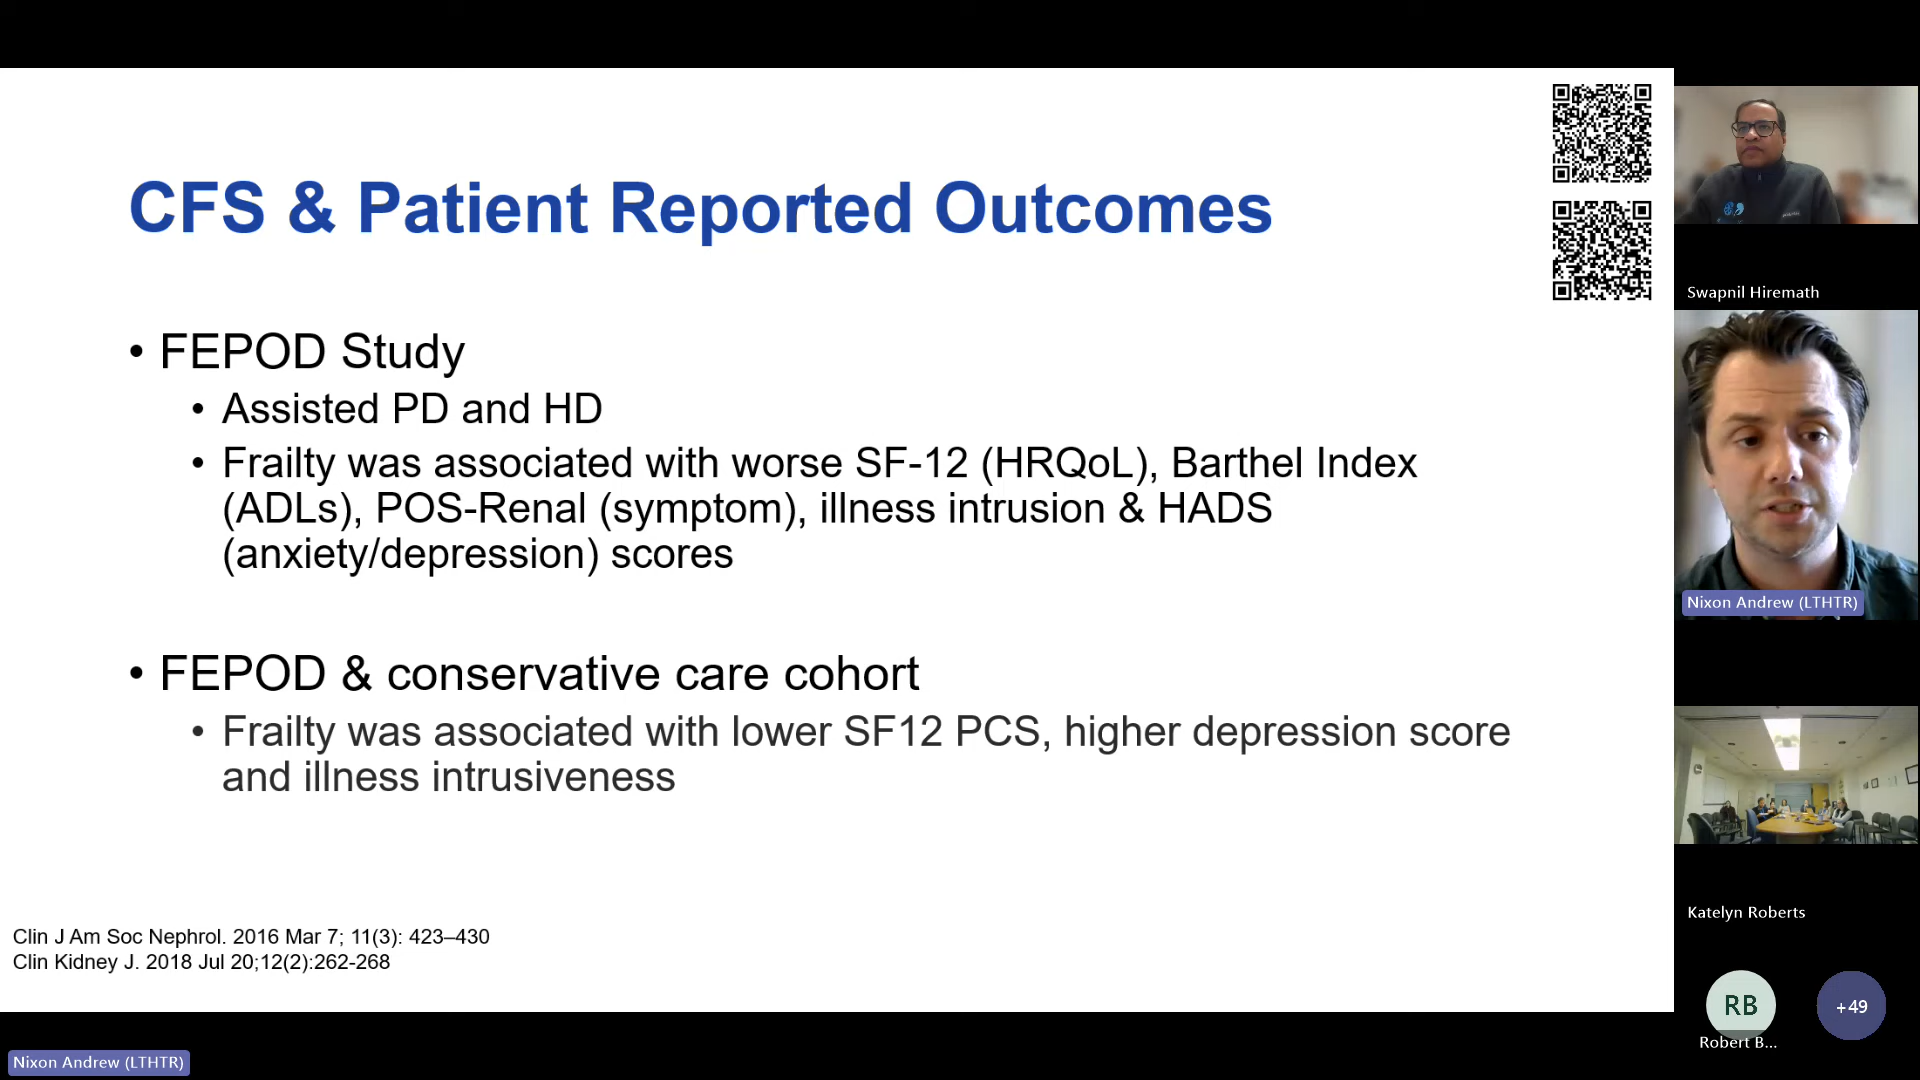 CFS & Patient Reported Outcomes
• FEPOD Study
• Assisted PD and HD
• Frailty was associated with worse SF-12 (HRQoL), Barthel Index
(ADLs), POS-Renal (symptom), illness intrusion & HADS
(anxiety/depression) scores
• FEPOD & conservative care cohort
• Frailty was associated with lower SF12 PCS, higher depression score
and illness intrusiveness
Clin J Am Soc Nephrol. 2016 Mar 7; 11(3): 423–430
Clin Kidney J. 2018 Jul 20;12(2):262-268
Nixon Andrew (LTHTR)
Swapnil Hiremath
Nixon Andrew (LTHTR)
Katelyn Roberts
RB
+49
Robert B...